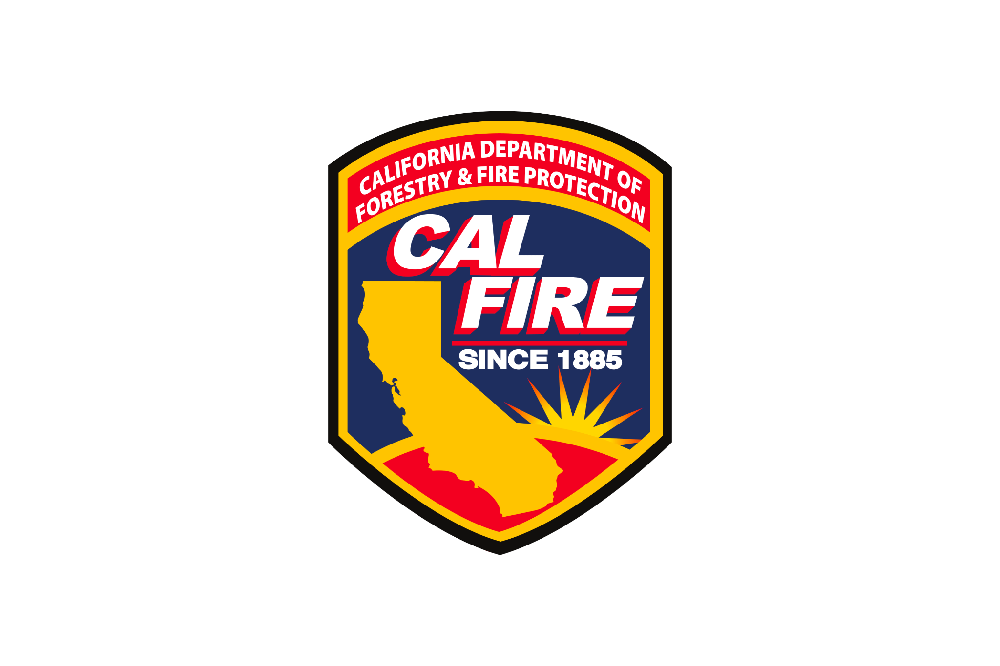 CALIFORNIA DEPARTMENT OF
FORESTRY & FIRE PROTECTION
CAL
FIRE
SINCE 1885